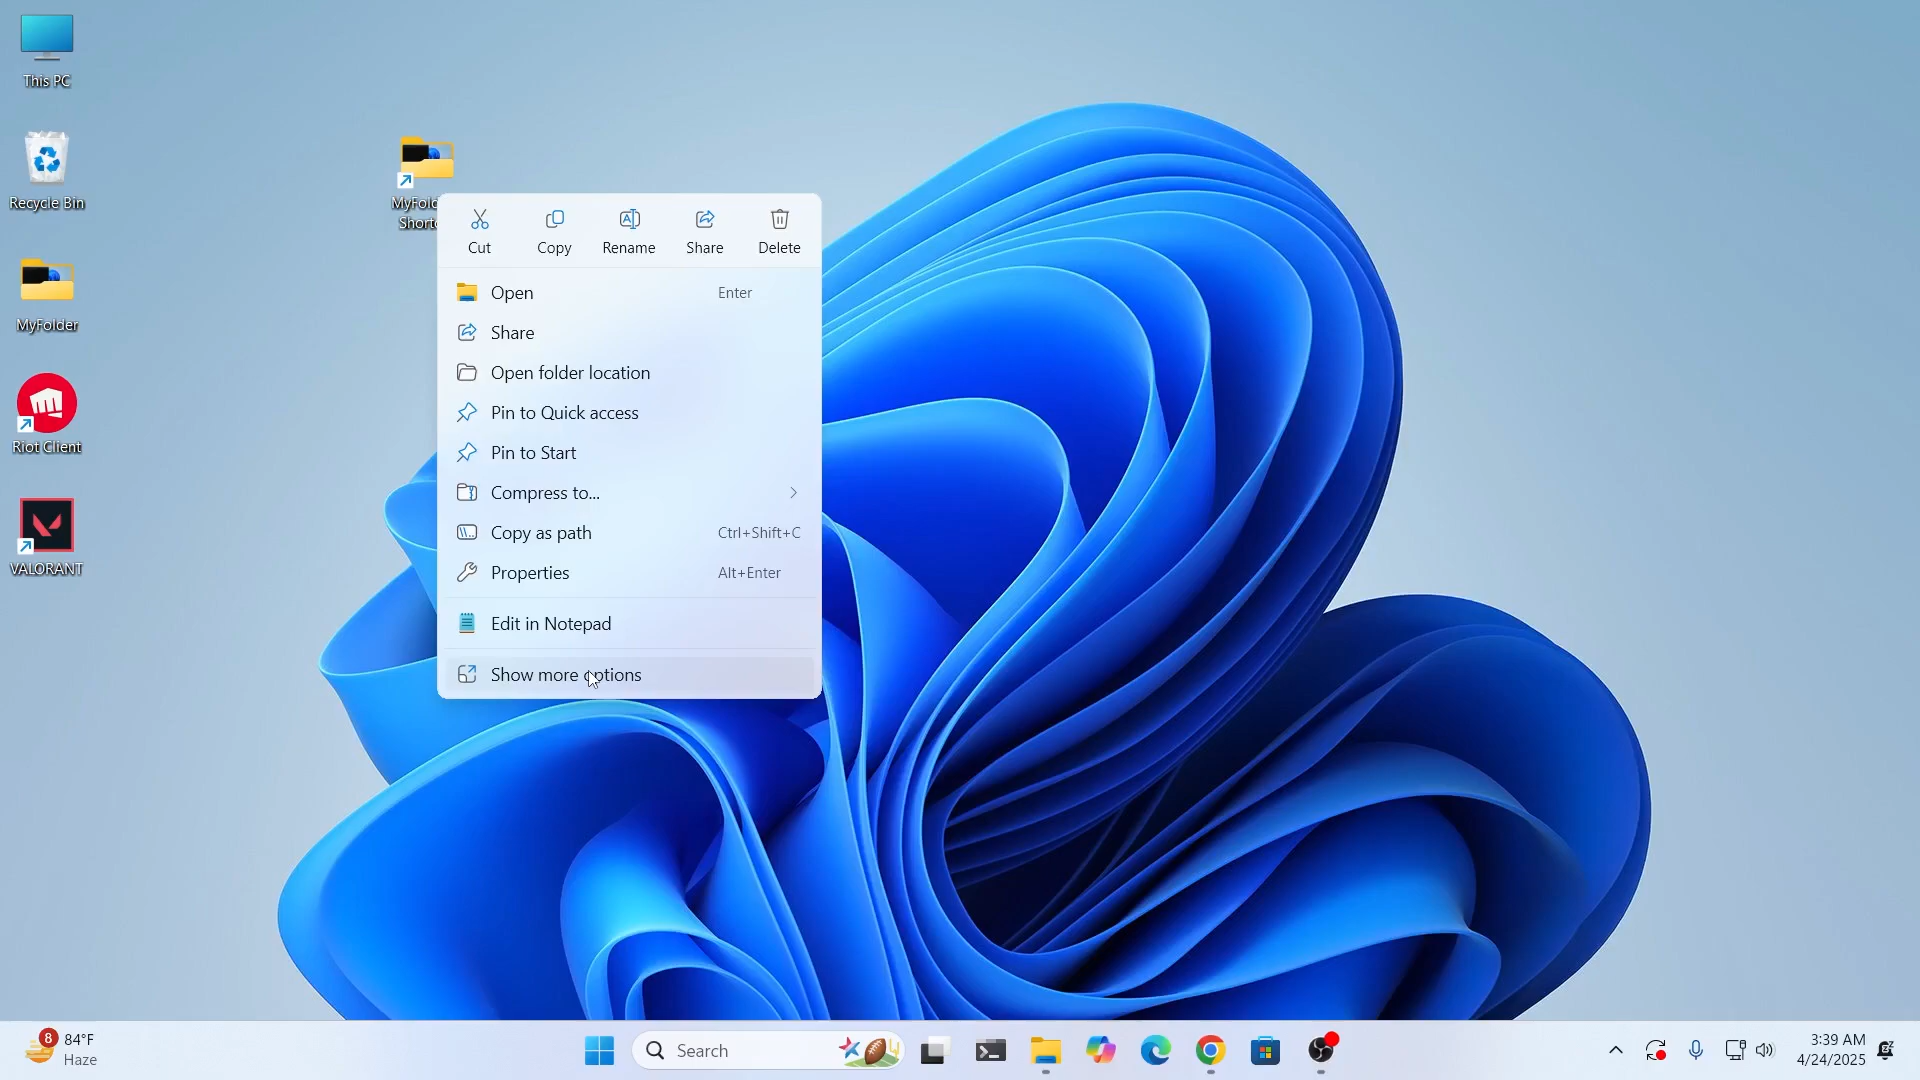 This PC
Recycle Bin
MyFolder
Riot Client
VALORANT
Cut Copy Rename Share Delete
Open Enter
Share
Open folder location
Pin to Quick access
Pin to Start
Compress to...
Copy as path Ctrl+Shift+C
Properties Alt+Enter
Edit in Notepad
Show more options
8 84°F
Haze
Search
3:39 AM
4/24/2025